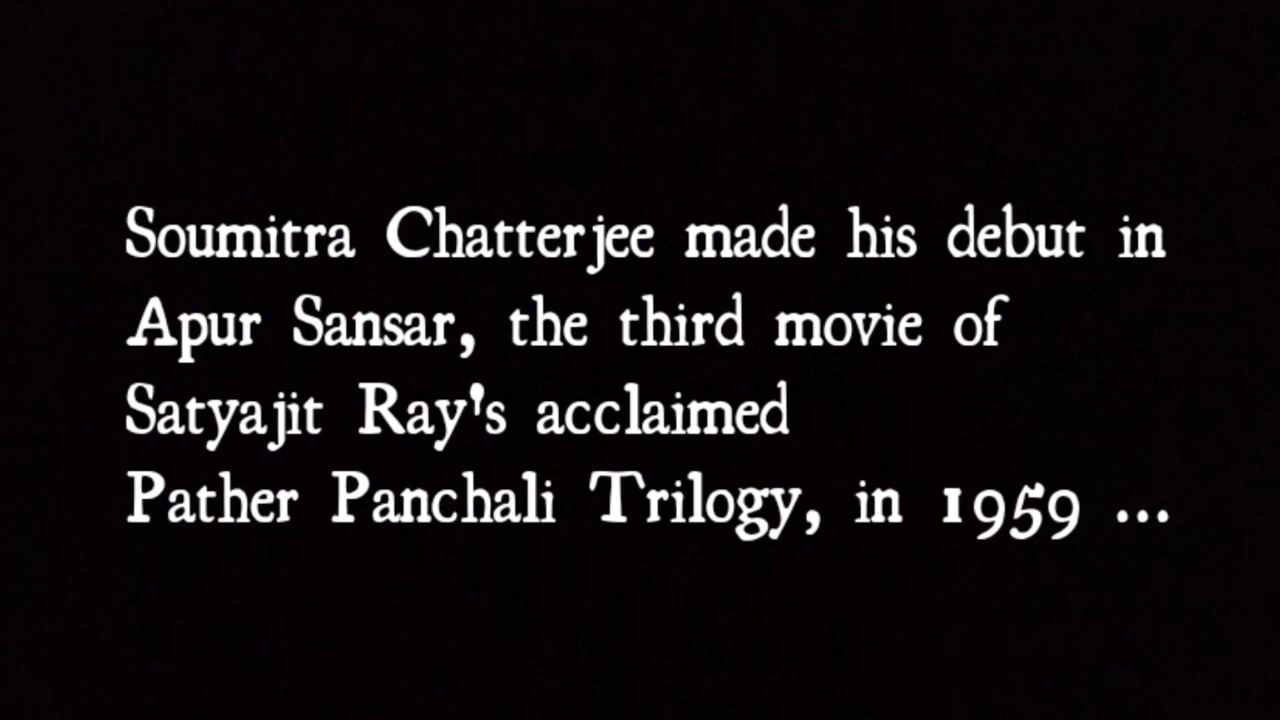 Soumitra Chatterjee made his debut in
Apur Sansar, the third movie of
Satyajit Ray's acclaimed
Pather Panchali Trilogy, in 1959 ...